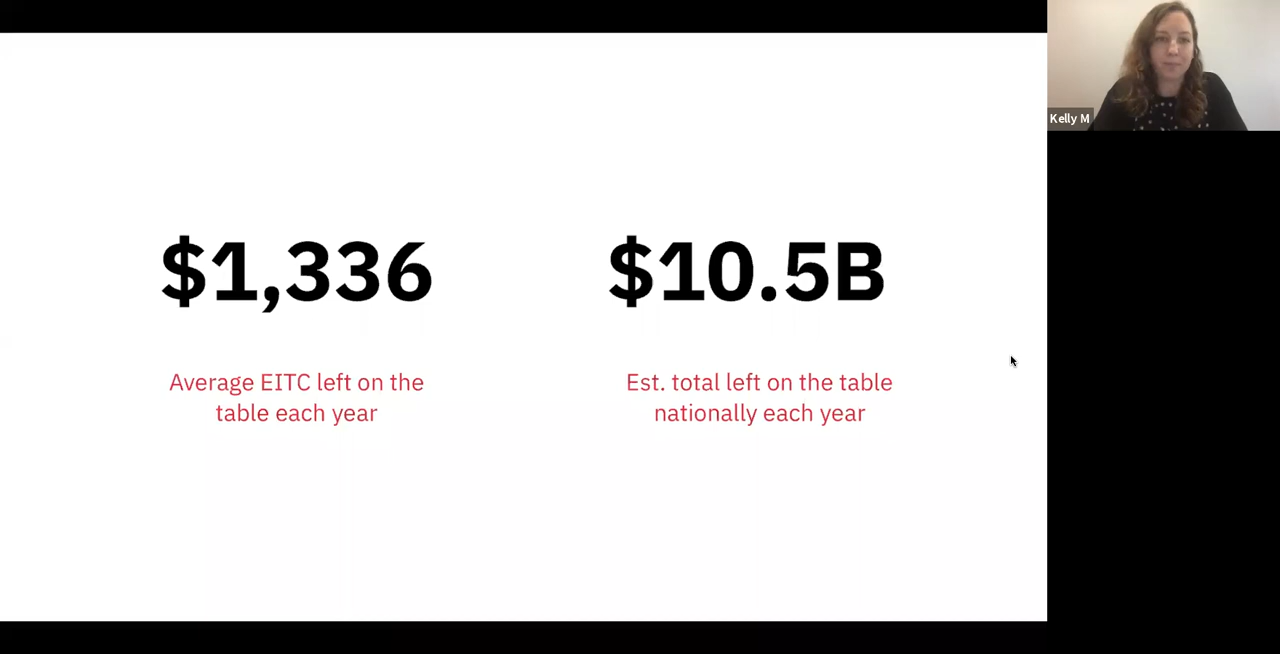 $1,336
Average EITC left on the
table each year
$10.5B
Est. total left on the table
nationally each year
Kelly M